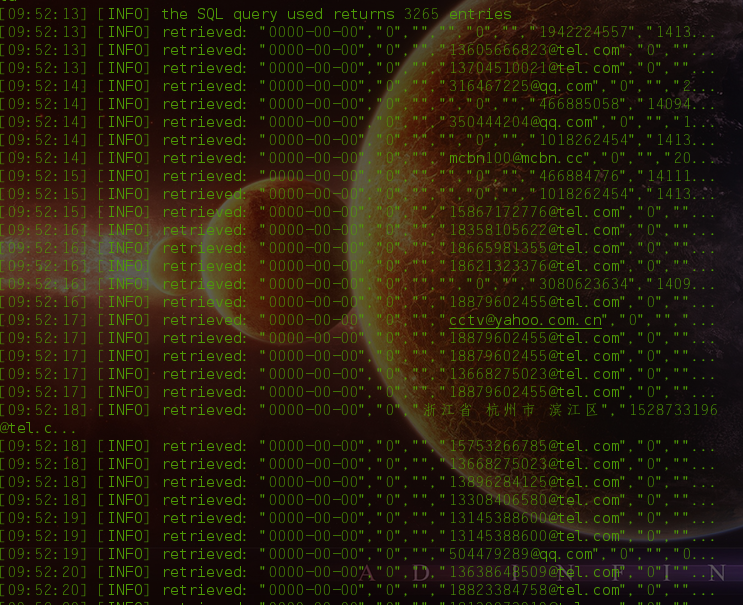 [09:52:13] [INFO] the SQL query used returns 3265 entries
[09:52:13] [INFO] retrieved: "0000-00-00","0","","","","0","","1942224557","1413...
[09:52:13] [INFO] retrieved: "0000-00-00","0","","","13605666823@tel.com","0","",""...
[09:52:13] [INFO] retrieved: "0000-00-00","0","","","13704510021@tel.com","0","",""...
[09:52:14] [INFO] retrieved: "0000-00-00","0","","","316467225@qq.com","0","","","2...
[09:52:14] [INFO] retrieved: "0000-00-00","0","","","","0","","466885058","14094...
[09:52:14] [INFO] retrieved: "0000-00-00","0","","","350444204@qq.com","0","","","1...
[09:52:14] [INFO] retrieved: "0000-00-00","0","","","","0","","1018262454","1413...
[09:52:14] [INFO] retrieved: "0000-00-00","0","","","mcbn100@mcbn.cc","0","","","20...
[09:52:15] [INFO] retrieved: "0000-00-00","0","","","","0","","466884776","14111...
[09:52:15] [INFO] retrieved: "0000-00-00","0","","","","0","","1018262454","1413...
[09:52:15] [INFO] retrieved: "0000-00-00","0","","","15867172776@tel.com","0","",""...
[09:52:16] [INFO] retrieved: "0000-00-00","0","","","18358105622@tel.com","0","",""...
[09:52:16] [INFO] retrieved: "0000-00-00","0","","","18665981355@tel.com","0","",""...
[09:52:16] [INFO] retrieved: "0000-00-00","0","","","18621323376@tel.com","0","",""...
[09:52:16] [INFO] retrieved: "0000-00-00","0","","","","0","","3080623634","1409...
[09:52:16] [INFO] retrieved: "0000-00-00","0","","","18879602455@tel.com","0","",""...
[09:52:17] [INFO] retrieved: "0000-00-00","0","","","cctv@yahoo.com.cn","0","","","...
[09:52:17] [INFO] retrieved: "0000-00-00","0","","","18879602455@tel.com","0","",""...
[09:52:17] [INFO] retrieved: "0000-00-00","0","","","18879602455@tel.com","0","",""...
[09:52:17] [INFO] retrieved: "0000-00-00","0","","","13668275023@tel.com","0","",""...
[09:52:17] [INFO] retrieved: "0000-00-00","0","","","18879602455@tel.com","0","",""...
[09:52:18] [INFO] retrieved: "0000-00-00","0","","浙江省 杭州市 滨江区","1528733196
@tel.c...
[09:52:18] [INFO] retrieved: "0000-00-00","0","","","15753266785@tel.com","0","",""...
[09:52:18] [INFO] retrieved: "0000-00-00","0","","","13668275023@tel.com","0","",""...
[09:52:18] [INFO] retrieved: "0000-00-00","0","","","13896284125@tel.com","0","",""...
[09:52:18] [INFO] retrieved: "0000-00-00","0","","","13308406580@tel.com","0","",""...
[09:52:19] [INFO] retrieved: "0000-00-00","0","","","13145388600@tel.com","0","",""...
[09:52:19] [INFO] retrieved: "0000-00-00","0","","","13145388600@tel.com","0","",""...
[09:52:19] [INFO] retrieved: "0000-00-00","0","","","504479289@qq.com","0","","","0...
[09:52:20] [INFO] retrieved: "0000-00-00","0","","","13638648509@tel.com","0","",""...
[09:52:20] [INFO] retrieved: "0000-00-00","0","","","18823384758@tel.com","0","",""...
AD INFIN